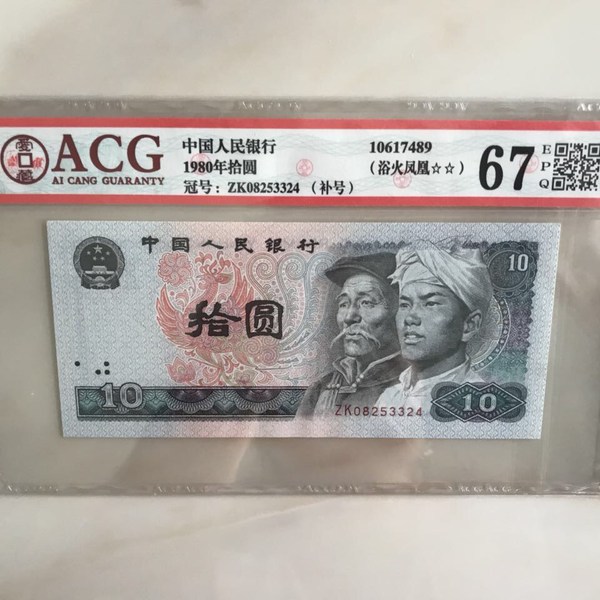 ACG
AI CANG GUARANTY
中国人民银行
1980年拾圆
冠号：ZK08253324 （补号）
10617489
（浴火凤凰☆☆）
67
EPQ
中国人民银行
10
拾圆
ZK08253324
10
10